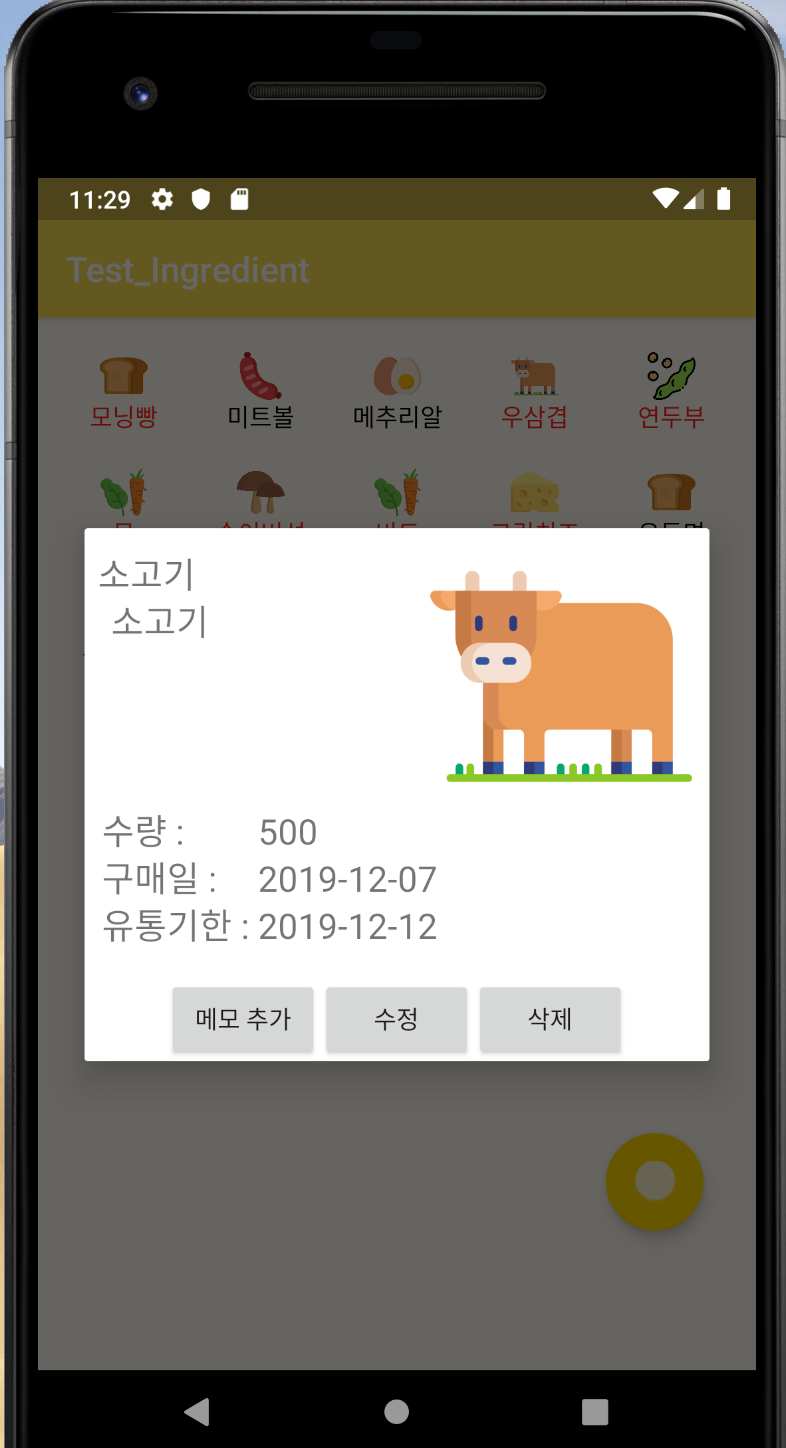 11:29
Test_Ingredient
모닝빵 미트볼 메추리알 우삼겹 연두부
소고기
소고기
수량 : 500
구매일 : 2019-12-07
유통기한 : 2019-12-12
메모 추가 수정 삭제